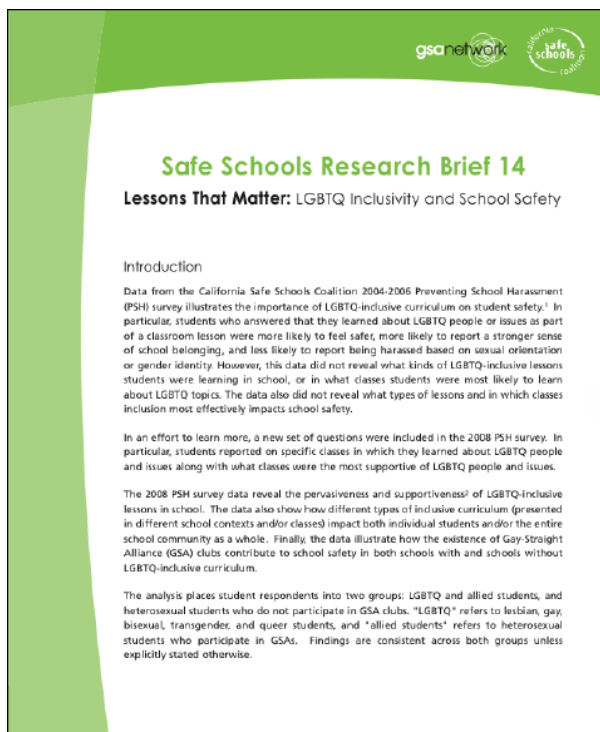 gsanetwork
california safe schools coalition
Safe Schools Research Brief 14
Lessons That Matter: LGBTQ Inclusivity and School Safety
Introduction
Data from the California Safe Schools Coalition 2004-2006 Preventing School Harassment
(PSH) survey illustrates the importance of LGBTQ-inclusive curriculum on student safety.¹ In
particular, students who answered that they learned about LGBTQ people or issues as part
of a classroom lesson were more likely to feel safer, more likely to report a stronger sense
of school belonging, and less likely to report being harassed based on sexual orientation
or gender identity. However, this data did not reveal what kinds of LGBTQ-inclusive lessons
students were learning in school, or in what classes students were most likely to learn
about LGBTQ topics. The data also did not reveal what types of lessons and in which classes
inclusion most effectively impacts school safety.
In an effort to learn more, a new set of questions were included in the 2008 PSH survey. In
particular, students reported on specific classes in which they learned about LGBTQ people
and issues along with what classes were the most supportive of LGBTQ people and issues.
The 2008 PSH survey data reveal the pervasiveness and supportiveness² of LGBTQ-inclusive
lessons in school. The data also show how different types of inclusive curriculum (presented
in different school contexts and/or classes) impact both individual students and/or the entire
school community as a whole. Finally, the data illustrate how the existence of Gay-Straight
Alliance (GSA) clubs contribute to school safety in both schools with and schools without
LGBTQ-inclusive curriculum.
The analysis places student respondents into two groups: LGBTQ and allied students, and
heterosexual students who do not participate in GSA clubs. "LGBTQ" refers to lesbian, gay,
bisexual, transgender, and queer students, and "allied students" refers to heterosexual
students who participate in GSAs. Findings are consistent across both groups unless
explicitly stated otherwise.